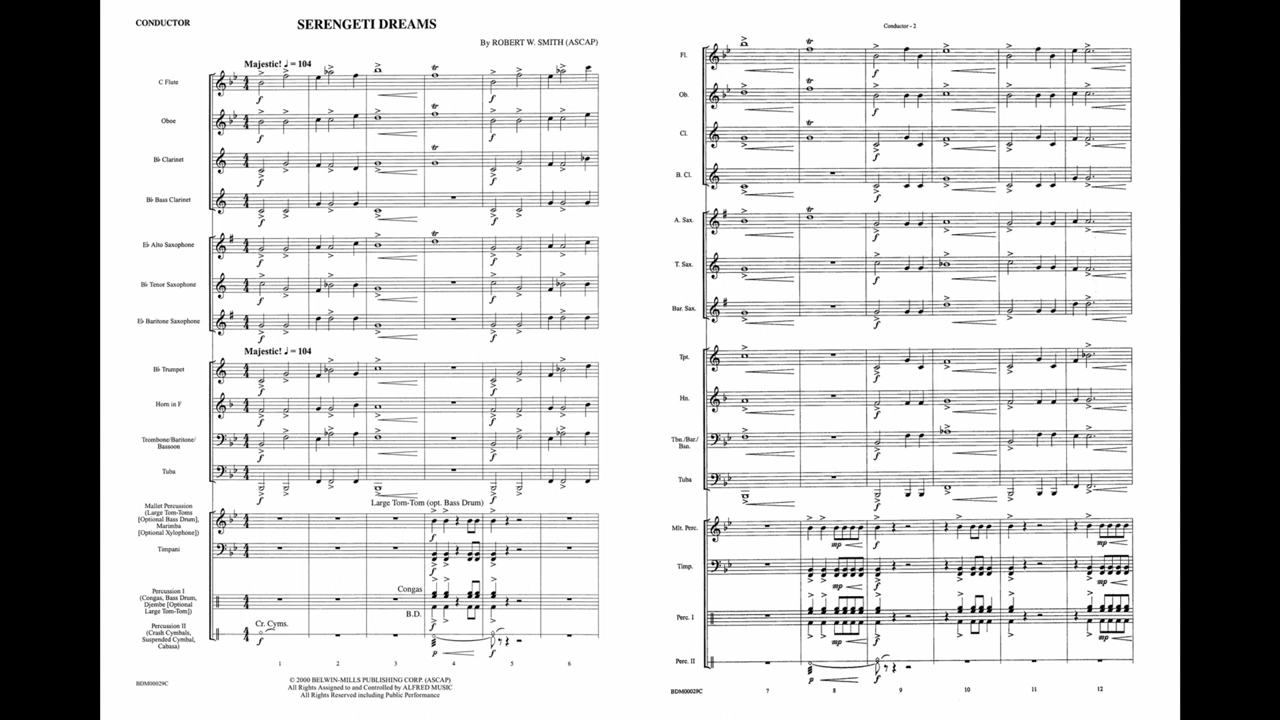 CONDUCTOR
SERENGETI DREAMS
By ROBERT W. SMITH (ASCAP)
Majestic! ♩ = 104
C Flute
f
f
Oboe
f
f
B♭ Clarinet
f
f
B♭ Bass Clarinet
f
f
E♭ Alto Saxophone
f
f
B♭ Tenor Saxophone
f
f
E♭ Baritone Saxophone
f
f
Majestic! ♩ = 104
B♭ Trumpet
f
f
Horn in F
f
f
Trombone/Baritone/
Bassoon
f
f
Tuba
f
f
Large Tom-Tom (opt. Bass Drum)
Mallet Percussion
(Large Tom-Toms
[Optional Bass Drum],
Marimba
[Optional Xylophone])
f
Timpani
f
Percussion I
(Congas, Bass Drum,
Djembe [Optional
Large Tom-Tom])
Congas
B.D.
f
Percussion II
(Crash Cymbals,
Suspended Cymbal,
Cabasa)
Cr. Cyms.
f
p
f
1 2 3 4 5 6
BDM00029C
© 2000 BELWIN-MILLS PUBLISHING CORP. (ASCAP)
All Rights Assigned to and Controlled by ALFRED MUSIC
All Rights Reserved including Public Performance
Conductor - 2
Fl.
f
Ob.
f
Cl.
f
B. Cl.
f
A. Sax.
f
T. Sax.
f
Bar. Sax.
f
Tpt.
f
Hn.
f
Tbn./Bar./
Bsn.
f
Tuba
f
Mlt. Perc.
mp f mp
Timp.
mp f mp
Perc. I
mp f mp
Perc. II
p f
BDM00029C
7 8 9 10 11 12